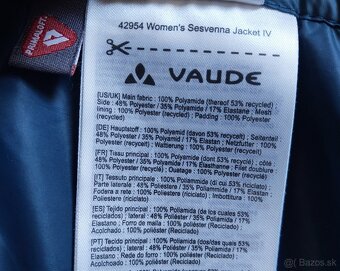 PRIMALOFT
42954 Women's Sesvenna Jacket IV
VAUDE
[US/UK] Main fabric : 100% Polyamide (thereof 53% recycled)
Side : 48% Polyester / 35% Polyamide / 17% Elastane : Mesh
lining : 100% Polyester (recycled) ; Padding : 100% Polyester
(recycled)
[DE] Hauptstoff : 100% Polyamid (davon 53% recycelt) ; Seitenteil
: 48% Polyester / 35% Polyamid / 17% Elastan ; Netzfutter : 100%
Polyester (recycelt) ; Wattierung : 100% Polyester (recycelt)
[FR] Tissu principal : 100% Polyamide (dont 53% recyclé) ; côté :
48% Polyester / 35% Polyamide / 17% Elasthanne ; Filet doublure :
100% Polyester (recyclé) ; Ouatage : 100% Polyester (recyclé)
[IT] Tessuto principale : 100% Poliammide (di cui 53% riciclato) ;
Parte laterale : 48% Poliestere / 35% Poliammide / 17% Elastan ;
Fodera in rete : 100% Poliestere (riciclato) ; Imbottitura : 100%
Poliestere (riciclato)
[ES] Tejido principal : 100% Poliamida (de los cuales 53%
reciclados) ; lateral : 48% Poliéster / 35% Poliamida / 17%
Elastano ; Forro de red : 100% Poliéster (reciclado) ;
Acolchado : 100% Poliéster (reciclado)
[PT] Tecido principal : 100% Poliamida (dos quais 53%
reciclados) ; lateral : 48% Poliéster / 35% Poliamida / 17%
Elastano ; Rede do forro : 100% Poliéster (reciclado) ;
Acolchoado : 100% Poliéster (reciclado)
Bazos.sk